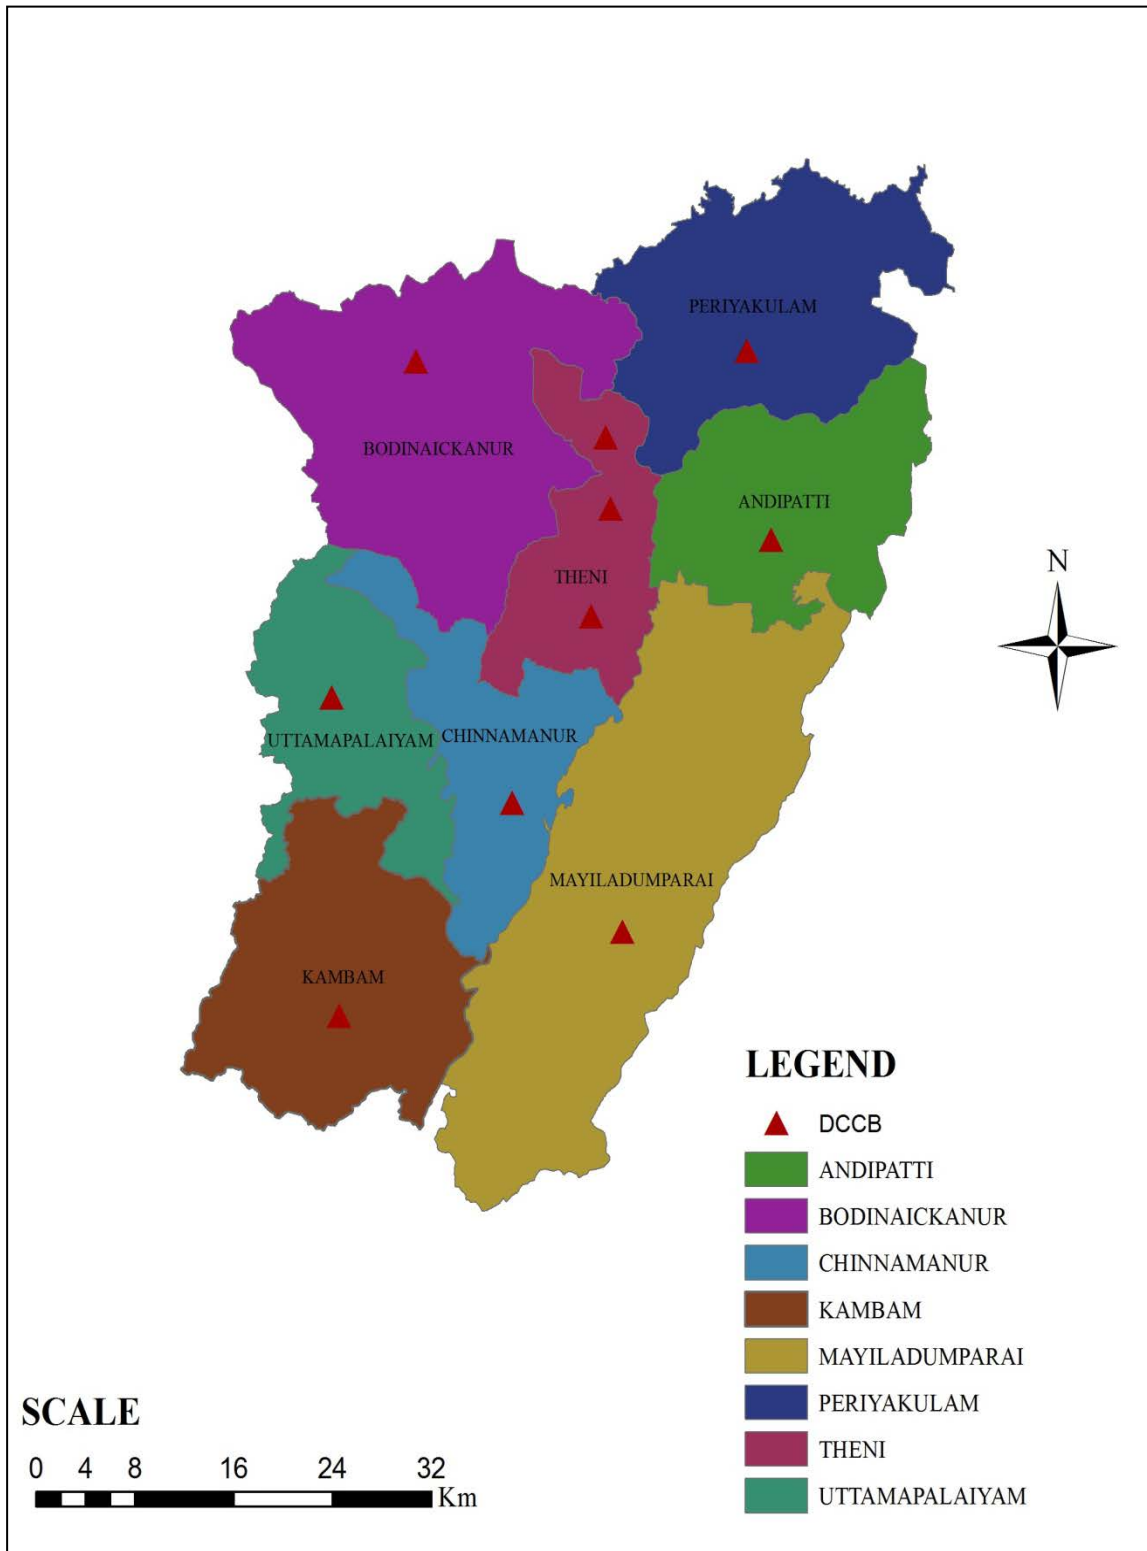 PERIYAKULAM
BODINAICKANUR
ANDIPATTI
N
THENI
UTTAMAPALAIYAM
CHINNAMANUR
MAYILADUMPARAI
KAMBAM
LEGEND
DCCB
ANDIPATTI
BODINAICKANUR
CHINNAMANUR
KAMBAM
MAYILADUMPARAI
PERIYAKULAM
THENI
UTTAMAPALAIYAM
SCALE
0 4 8 16 24 32
Km